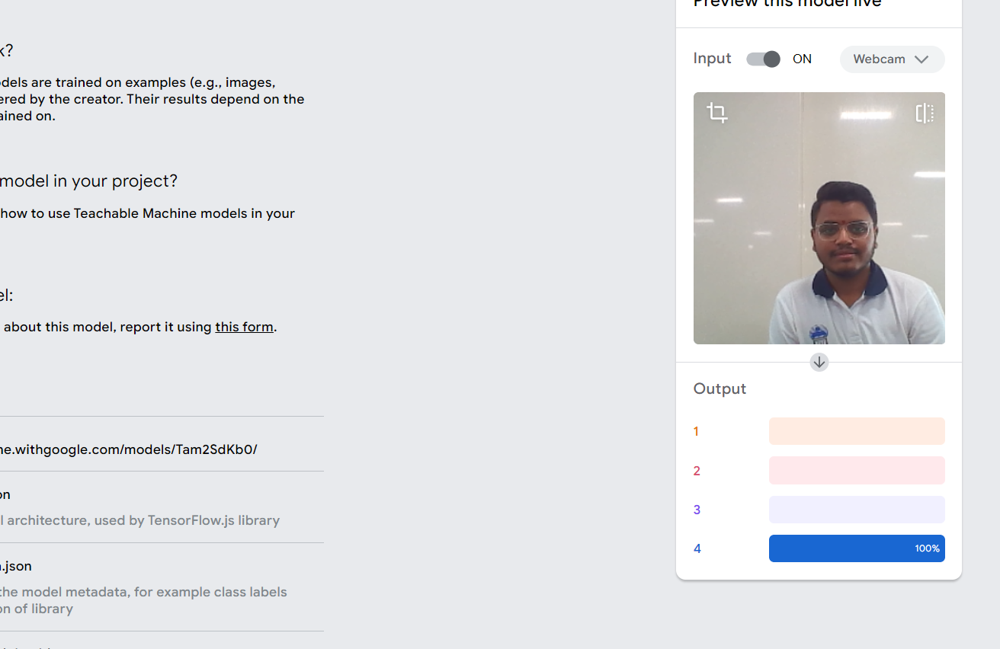 k?
dels are trained on examples (e.g., images,
ered by the creator. Their results depend on the
ained on.
model in your project?
how to use Teachable Machine models in your
el:
about this model, report it using this form.
ne.withgoogle.com/models/Tam2SdKb0/
on
l architecture, used by TensorFlow.js library
.json
the model metadata, for example class labels
on of library
Preview this model live
Input ON Webcam
Output
1
2
3
4 100%